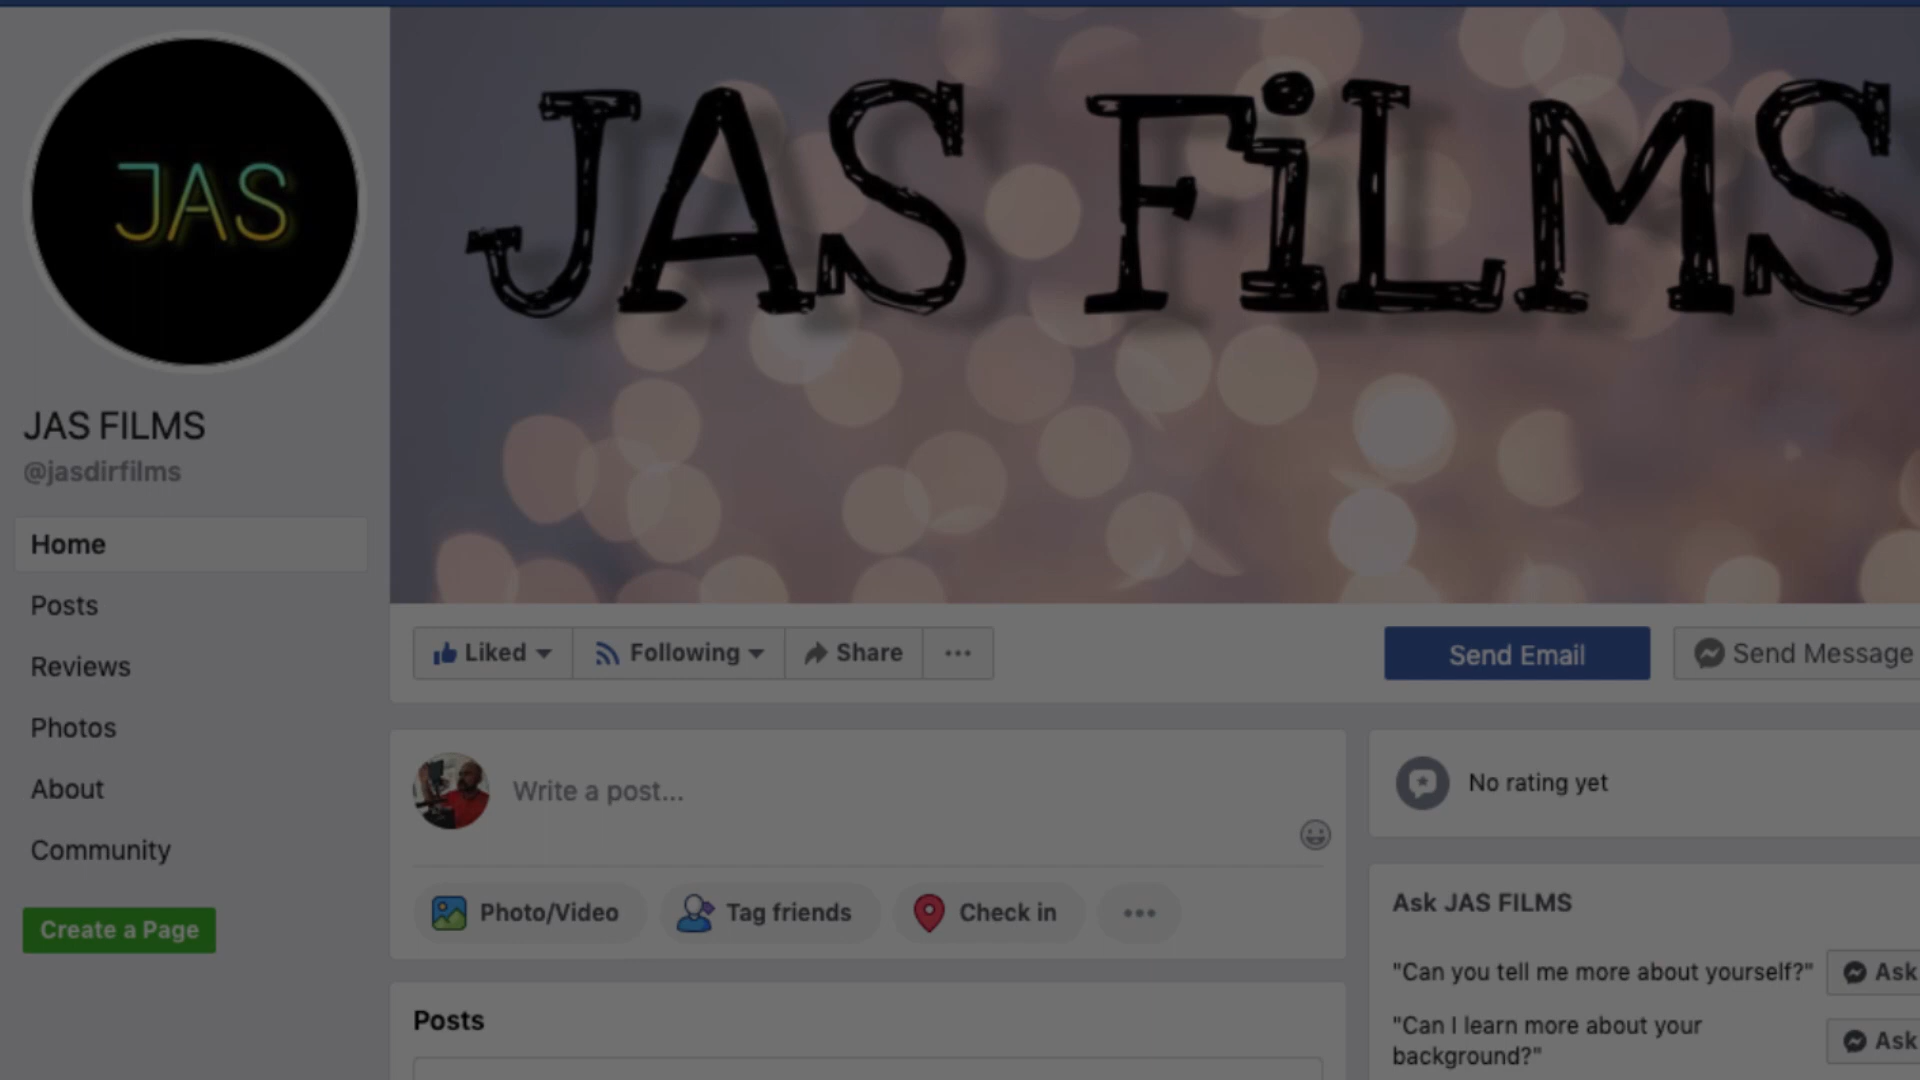 JAS
JAS FiLMS
JAS FILMS
@jasdirfilms
Home
Posts
Reviews
Photos
About
Community
Create a Page
Liked
Following
Share
Send Email
Send Message
Write a post...
Photo/Video
Tag friends
Check in
Posts
No rating yet
Ask JAS FILMS
"Can you tell me more about yourself?"
Ask
"Can I learn more about your
background?"
Ask